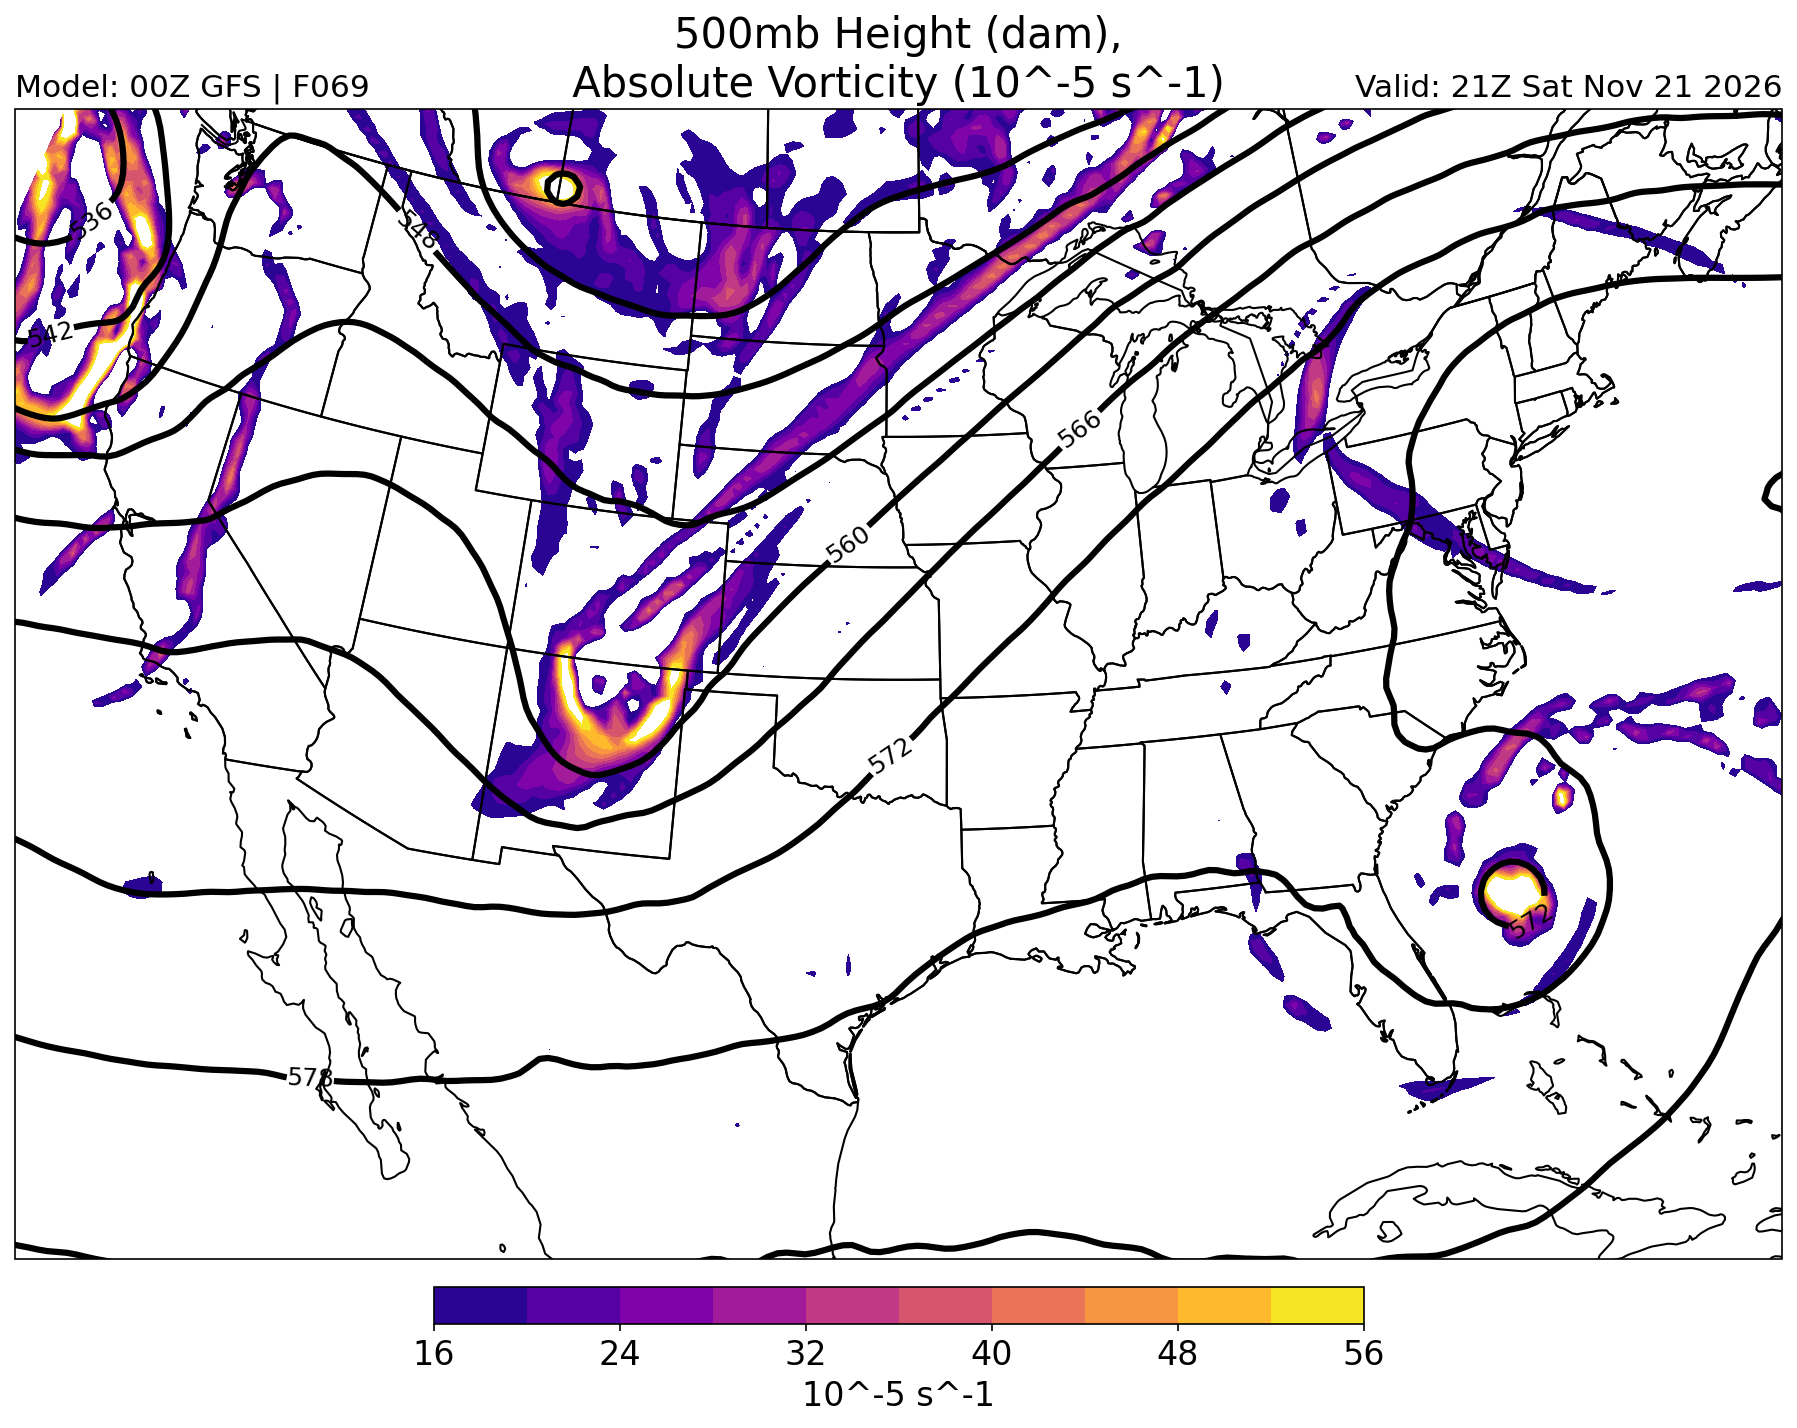 500mb Height (dam),
Absolute Vorticity (10^-5 s^-1)
Model: 00Z GFS | F069
Valid: 21Z Sat Nov 21 2026
536
548
542
566
560
572
572
578
16 24 32 40 48 56
10^-5 s^-1